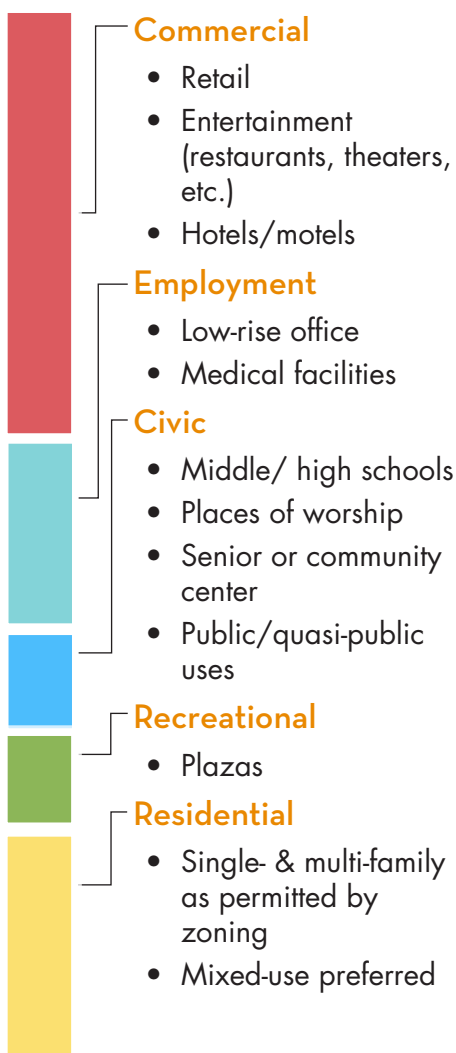 Commercial
• Retail
• Entertainment
(restaurants, theaters,
etc.)
• Hotels/motels
Employment
• Low-rise office
• Medical facilities
Civic
• Middle/ high schools
• Places of worship
• Senior or community
center
• Public/quasi-public
uses
Recreational
• Plazas
Residential
• Single- & multi-family
as permitted by
zoning
• Mixed-use preferred